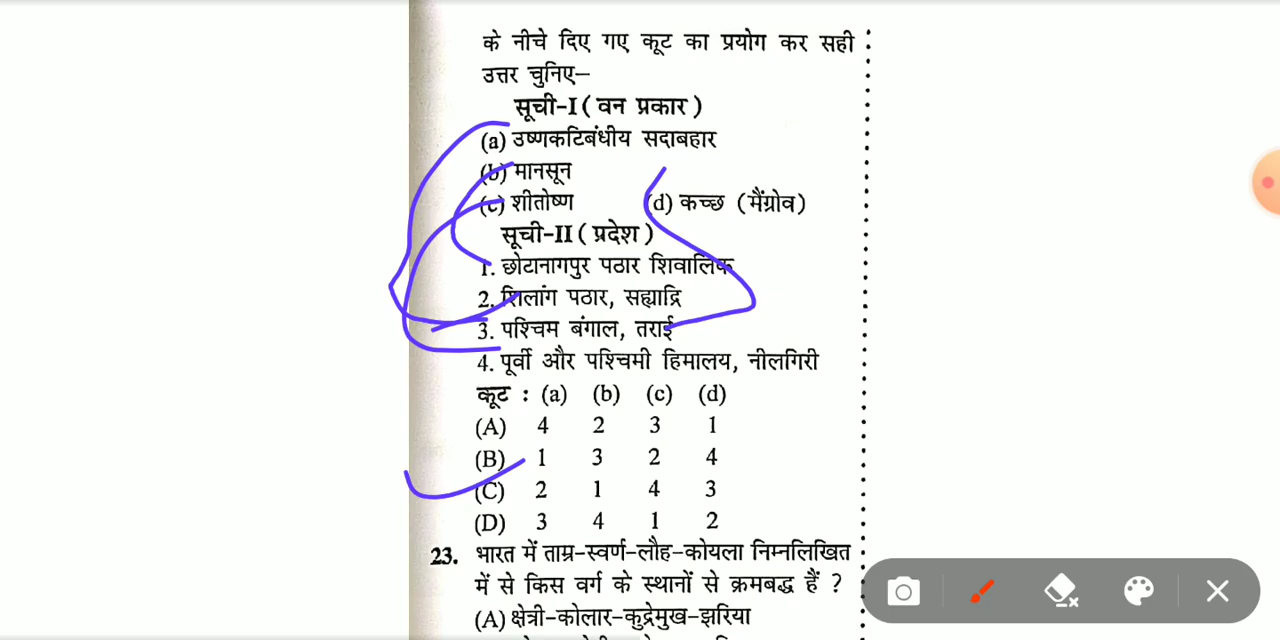 के नीचे दिए गए कूट का प्रयोग कर सही
उत्तर चुनिए–
सूची-I ( वन प्रकार )
(a) उष्णकटिबंधीय सदाबहार
(b) मानसून
(c) शीतोष्ण (d) कच्छ (मैंग्रोव)
सूची-II ( प्रदेश )
1. छोटानागपुर पठार शिवालिक
2. शिलांग पठार, सह्याद्रि
3. पश्चिम बंगाल, तराई
4. पूर्वी और पश्चिमी हिमालय, नीलगिरी
कूट : (a) (b) (c) (d)
(A) 4 2 3 1
(B) 1 3 2 4
(C) 2 1 4 3
(D) 3 4 1 2
23. भारत में ताम्र-स्वर्ण-लौह-कोयला निम्नलिखित
में से किस वर्ग के स्थानों से क्रमबद्ध हैं ?
(A) क्षेत्री-कोलार-कुद्रेमुख-झरिया